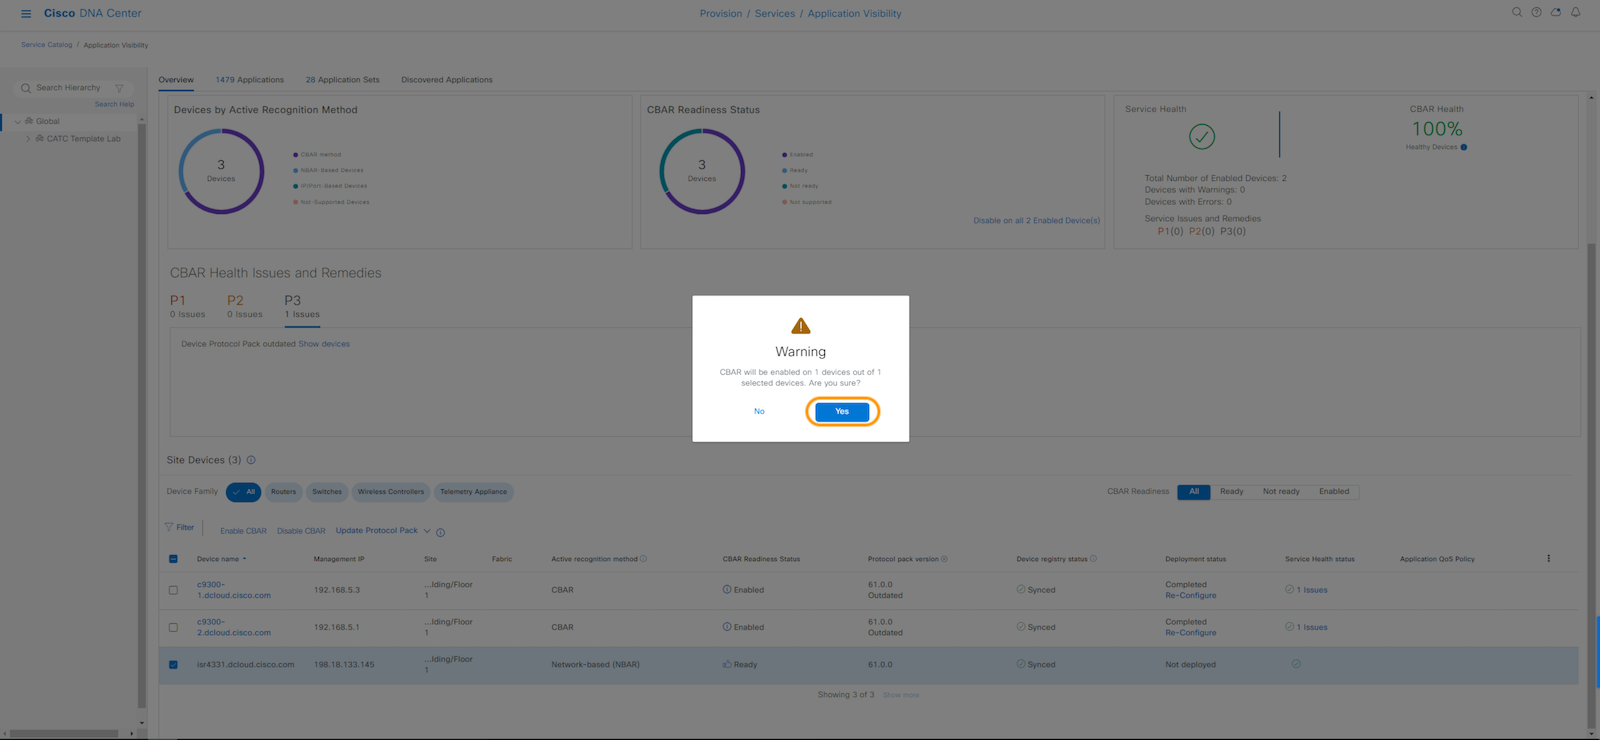 Cisco DNA Center
Provision / Services / Application Visibility
Service Catalog / Application Visibility
Search Hierarchy
Search Help
Global
CATC Template Lab
Overview
1479 Applications
28 Application Sets
Discovered Applications
Devices by Active Recognition Method
3
Devices
CBAR method
NBAR-Based Devices
IP/Port-Based Devices
Not-Supported Devices
CBAR Readiness Status
3
Devices
Enabled
Ready
Not ready
Not supported
Disable on all 2 Enabled Device(s)
Service Health
CBAR Health
100%
Healthy Devices
Total Number of Enabled Devices: 2
Devices with Warnings: 0
Devices with Errors: 0
Service Issues and Remedies
P1(0) P2(0) P3(0)
CBAR Health Issues and Remedies
P1
0 Issues
P2
0 Issues
P3
1 Issues
Device Protocol Pack outdated Show devices
Warning
CBAR will be enabled on 1 devices out of 1
selected devices. Are you sure?
No
Yes
Site Devices (3)
Device Family
All
Routers
Switches
Wireless Controllers
Telemetry Appliance
CBAR Readiness
All
Ready
Not ready
Enabled
Filter
Enable CBAR
Disable CBAR
Update Protocol Pack
Device name
Management IP
Site
Fabric
Active recognition method
CBAR Readiness Status
Protocol pack version
Device registry status
Deployment status
Service Health status
Application QoS Policy
c9300-
1.dcloud.cisco.com
192.168.5.3
...lding/Floor
1
CBAR
Enabled
61.0.0
Outdated
Synced
Completed
Re-Configure
1 Issues
c9300-
2.dcloud.cisco.com
192.168.5.1
...lding/Floor
1
CBAR
Enabled
61.0.0
Outdated
Synced
Completed
Re-Configure
1 Issues
isr4331.dcloud.cisco.com
198.18.133.145
...lding/Floor
1
Network-based (NBAR)
Ready
61.0.0
Synced
Not deployed
Showing 3 of 3
Show more